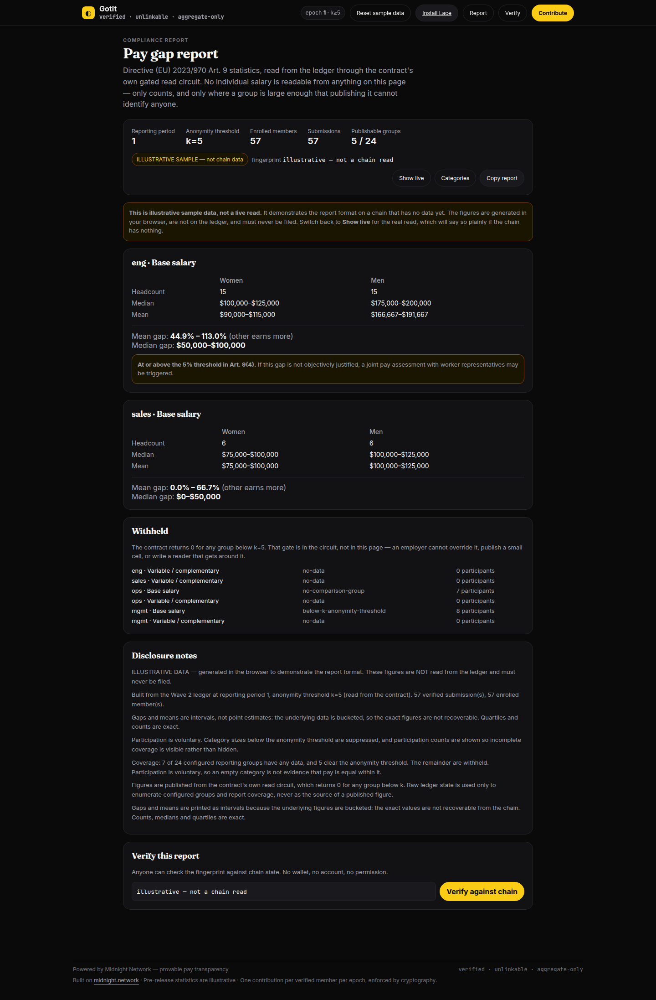 GotIt
verified · unlinkable · aggregate-only
epoch 1 · k≥5
Reset sample data
Install Lace
Report
Verify
Contribute
COMPLIANCE REPORT
Pay gap report
Directive (EU) 2023/970 Art. 9 statistics, read from the ledger through the contract's
own gated read circuit. No individual salary is readable from anything on this page
— only counts, and only where a group is large enough that publishing it cannot
identify anyone.
Reporting period Anonymity threshold Enrolled members Submissions Publishable groups
1 k=5 57 57 5 / 24
ILLUSTRATIVE SAMPLE — not chain data fingerprint illustrative — not a chain read
Show live Categories Copy report
This is illustrative sample data, not a live read. It demonstrates the report format on a chain that has no data yet. The figures are generated in
your browser, are not on the ledger, and must never be filed. Switch back to Show live for the real read, which will say so plainly if the chain
has nothing.
eng · Base salary
Women Men
Headcount 15 15
Median $100,000–$125,000 $175,000–$200,000
Mean $90,000–$115,000 $166,667–$191,667
Mean gap: 44.9% – 113.0% (other earns more)
Median gap: $50,000–$100,000
At or above the 5% threshold in Art. 9(4). If this gap is not objectively justified, a joint pay assessment with worker representatives may
be triggered.
sales · Base salary
Women Men
Headcount 6 6
Median $75,000–$100,000 $100,000–$125,000
Mean $75,000–$100,000 $100,000–$125,000
Mean gap: 0.0% – 66.7% (other earns more)
Median gap: $0–$50,000
Withheld
The contract returns 0 for any group below k=5. That gate is in the circuit, not in this page — an employer cannot override it, publish a small
cell, or write a reader that gets around it.
eng · Variable / complementary no-data 0 participants
sales · Variable / complementary no-data 0 participants
ops · Base salary no-comparison-group 7 participants
ops · Variable / complementary no-data 0 participants
mgmt · Base salary below-k-anonymity-threshold 8 participants
mgmt · Variable / complementary no-data 0 participants
Disclosure notes
ILLUSTRATIVE DATA — generated in the browser to demonstrate the report format. These figures are NOT read from the ledger and must
never be filed.
Built from the Wave 2 ledger at reporting period 1, anonymity threshold k=5 (read from the contract). 57 verified submission(s), 57 enrolled
member(s).
Gaps and means are intervals, not point estimates: the underlying data is bucketed, so the exact figures are not recoverable. Quartiles and
counts are exact.
Participation is voluntary. Category sizes below the anonymity threshold are suppressed, and participation counts are shown so incomplete
coverage is visible rather than hidden.
Coverage: 7 of 24 configured reporting groups have any data, and 5 clear the anonymity threshold. The remainder are withheld.
Participation is voluntary, so an empty category is not evidence that pay is equal within it.
Figures are published from the contract's own read circuit, which returns 0 for any group below k. Raw ledger state is used only to
enumerate configured groups and report coverage, never as the source of a published figure.
Gaps and means are printed as intervals because the underlying figures are bucketed: the exact values are not recoverable from the chain.
Counts, medians and quartiles are exact.
Verify this report
Anyone can check the fingerprint against chain state. No wallet, no account, no permission.
illustrative — not a chain read
Verify against chain
Powered by Midnight Network — provable pay transparency
verified · unlinkable · aggregate-only
Built on midnight.network · Pre-release statistics are illustrative · One contribution per verified member per epoch, enforced by cryptography.